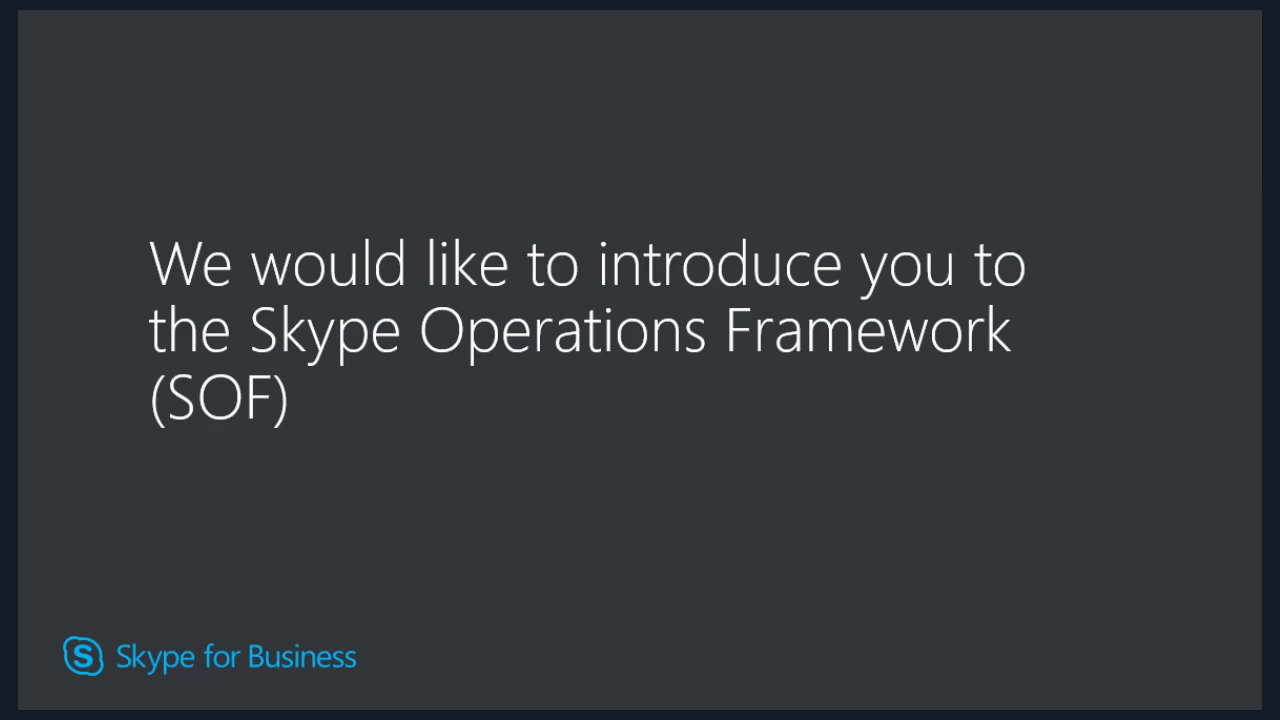 We would like to introduce you to
the Skype Operations Framework
(SOF)
Skype for Business